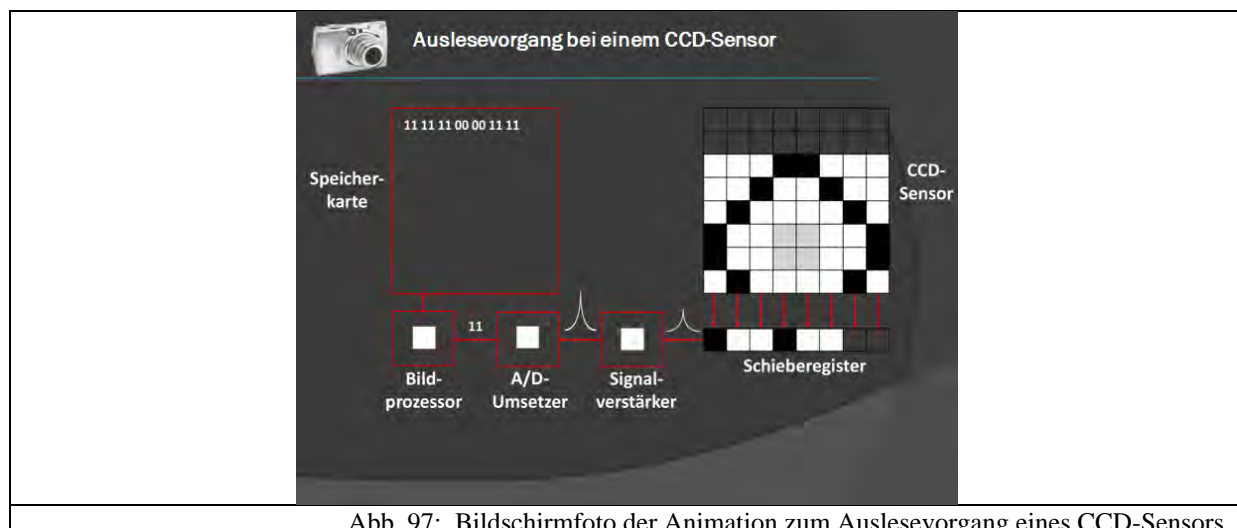 Auslesevorgang bei einem CCD-Sensor
11 11 11 00 00 11 11
Speicher-
karte
CCD-
Sensor
11
Bild-
prozessor
A/D-
Umsetzer
Signal-
verstärker
Schieberegister
Abb. 97: Bildschirmfoto der Animation zum Auslesevorgang eines CCD-Sensors